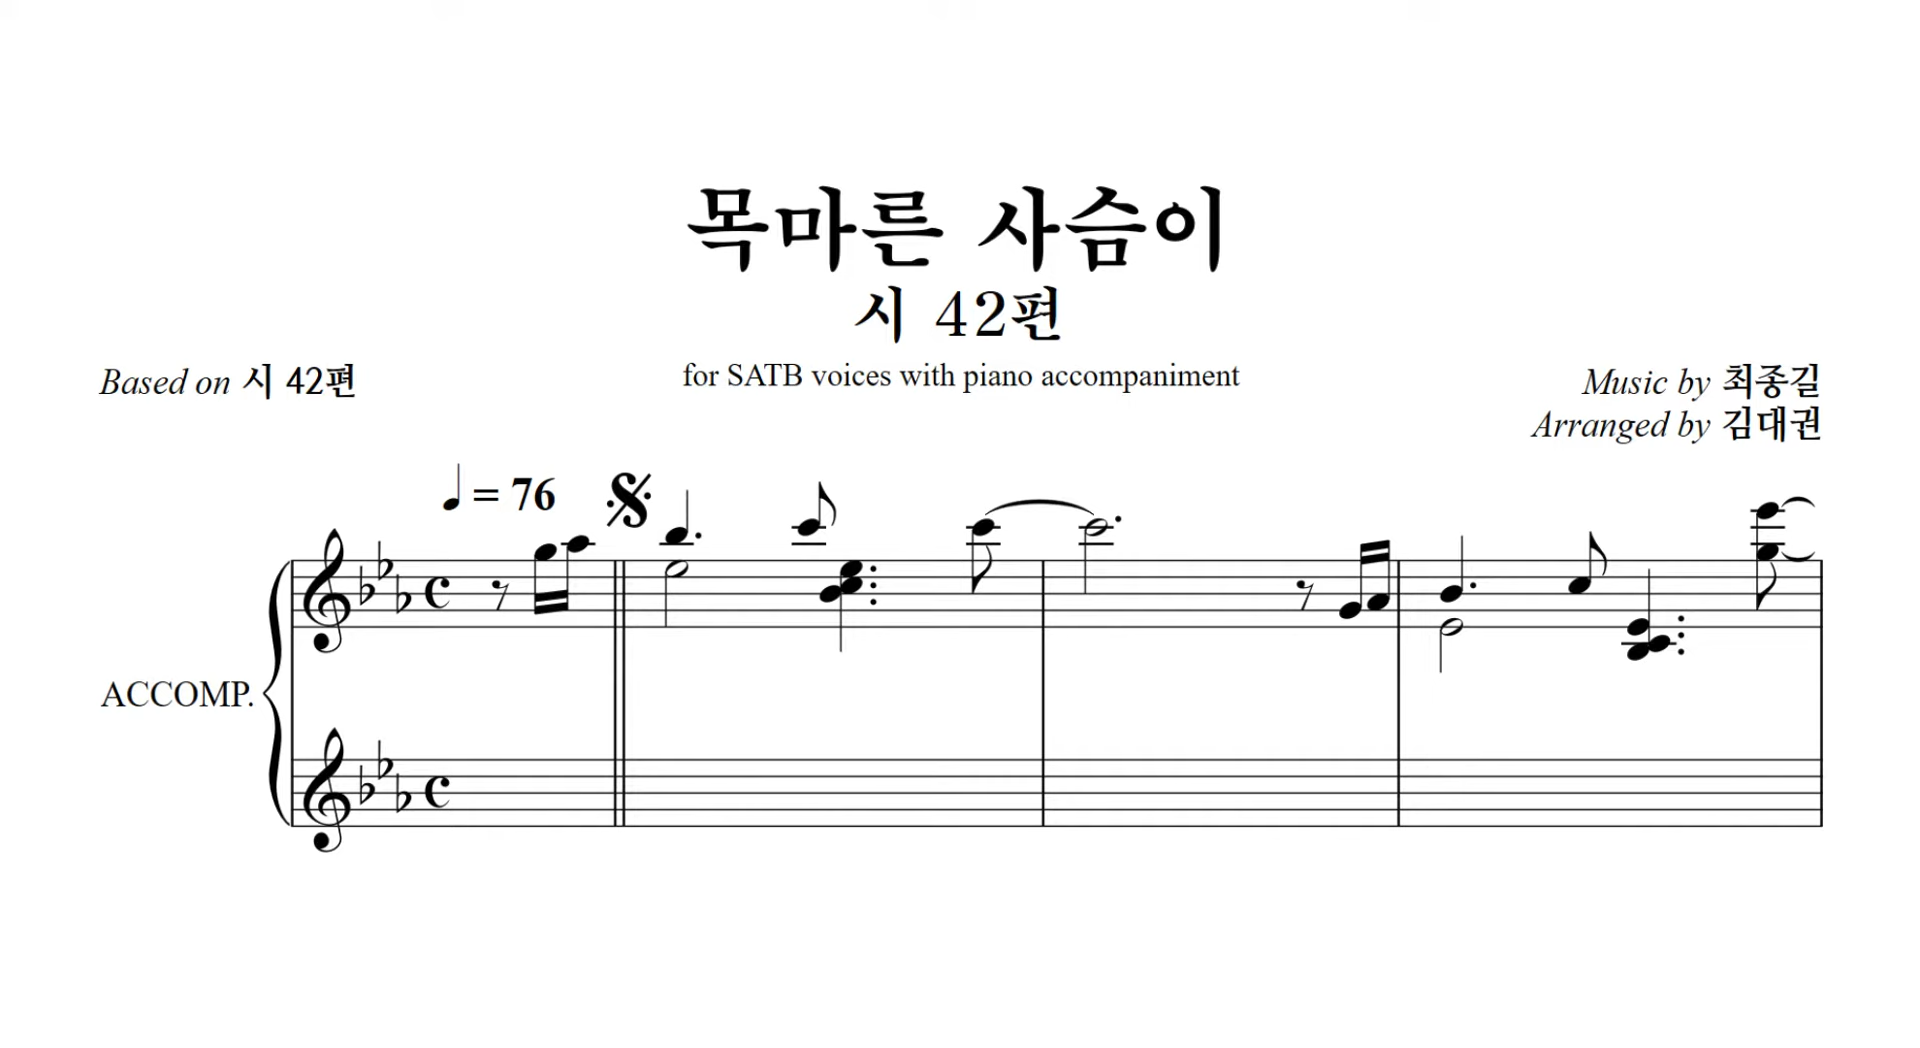 목마른 사슴이
시 42편
for SATB voices with piano accompaniment
Based on 시 42편
Music by 최종길
Arranged by 김대권
♩ = 76
ACCOMP.